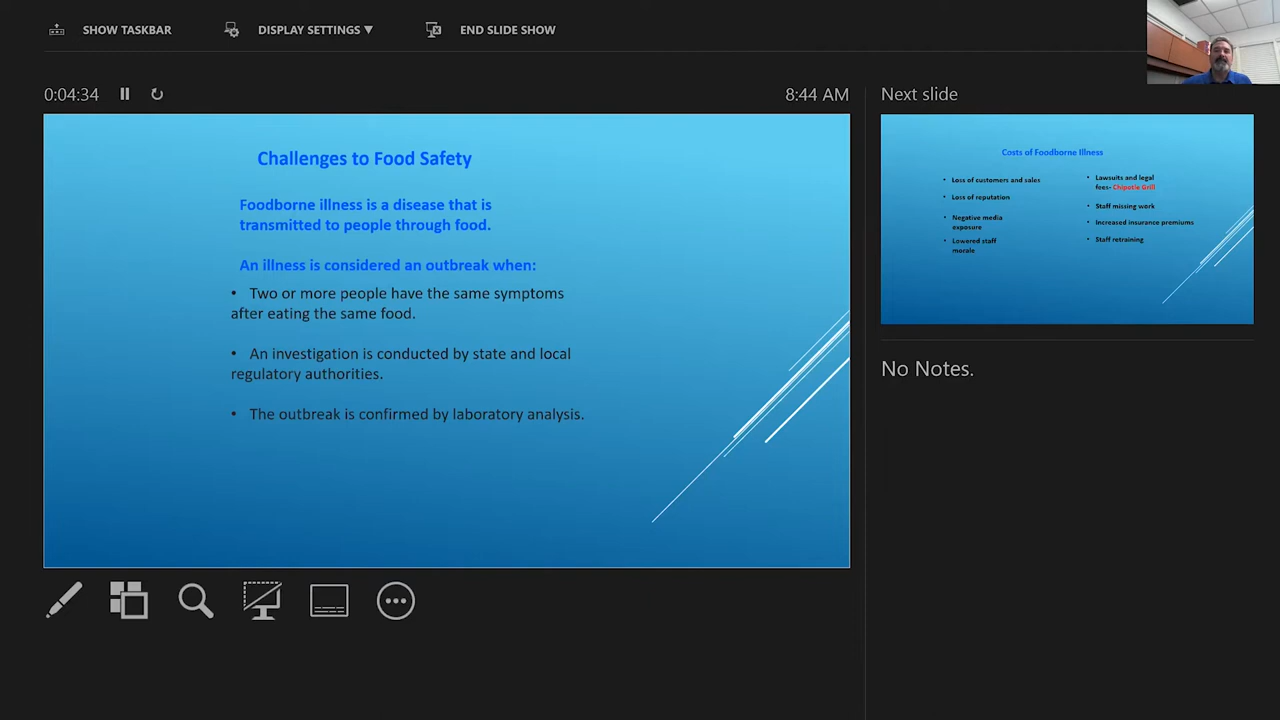 SHOW TASKBAR
DISPLAY SETTINGS ▼
END SLIDE SHOW
0:04:34
8:44 AM
Challenges to Food Safety
Foodborne illness is a disease that is
transmitted to people through food.
An illness is considered an outbreak when:
• Two or more people have the same symptoms
after eating the same food.
• An investigation is conducted by state and local
regulatory authorities.
• The outbreak is confirmed by laboratory analysis.
Next slide
Costs of Foodborne Illness
• Loss of customers and sales
• Loss of reputation
• Negative media
exposure
• Lowered staff
morale
• Lawsuits and legal
fees- Chipotle Grill
• Staff missing work
• Increased insurance premiums
• Staff retraining
No Notes.